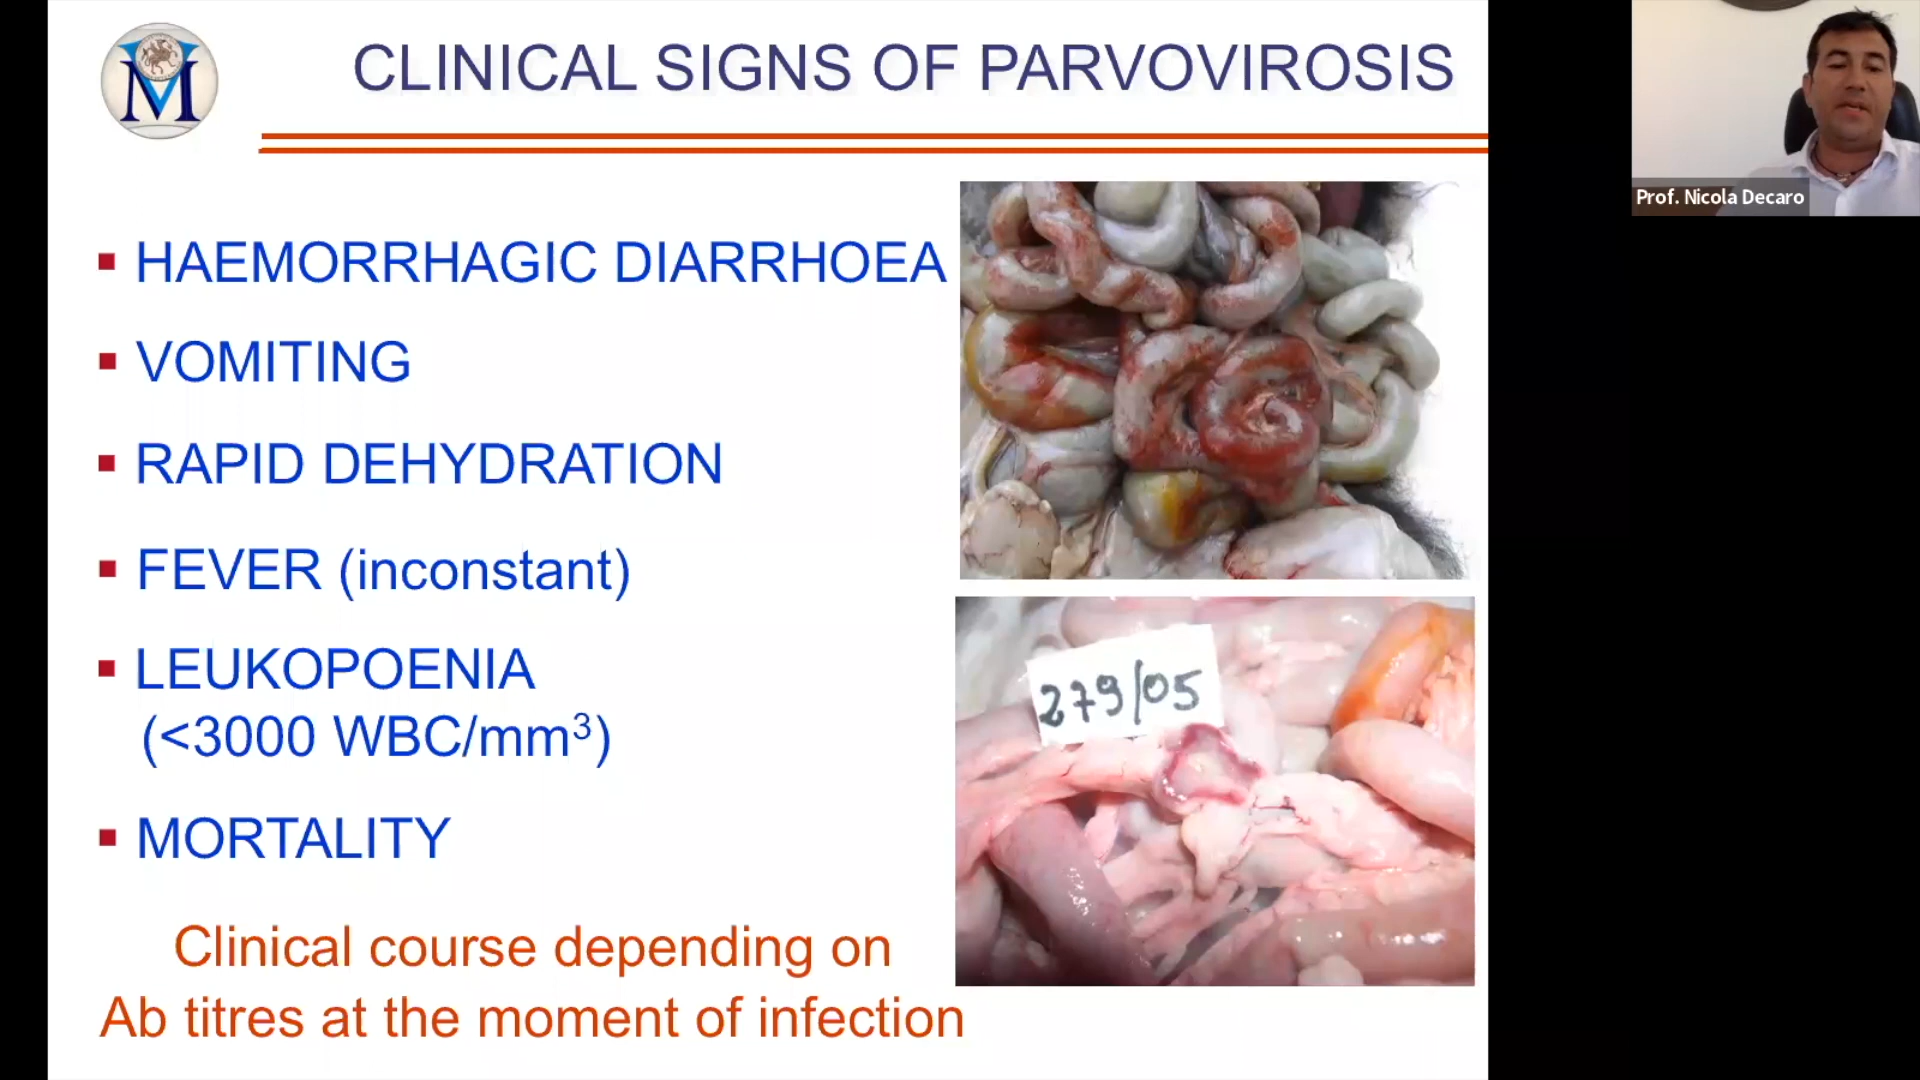 CLINICAL SIGNS OF PARVOVIROSIS
Prof. Nicola Decaro
▪ HAEMORRHAGIC DIARRHOEA
▪ VOMITING
▪ RAPID DEHYDRATION
▪ FEVER (inconstant)
▪ LEUKOPOENIA
(<3000 WBC/mm³)
▪ MORTALITY
279/05
Clinical course depending on
Ab titres at the moment of infection